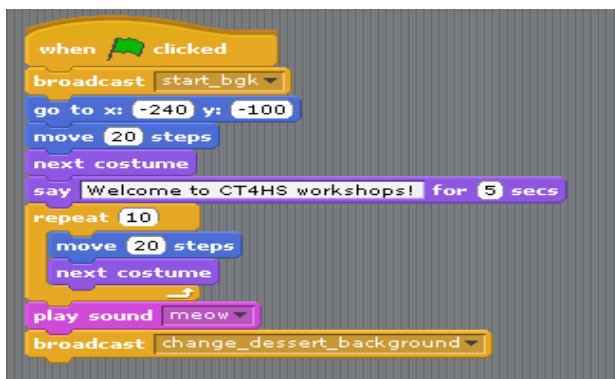 when clicked
broadcast start_bgk
go to x: -240 y: -100
move 20 steps
next costume
say Welcome to CT4HS workshops! for 5 secs
repeat 10
move 20 steps
next costume
play sound meow
broadcast change_dessert_background